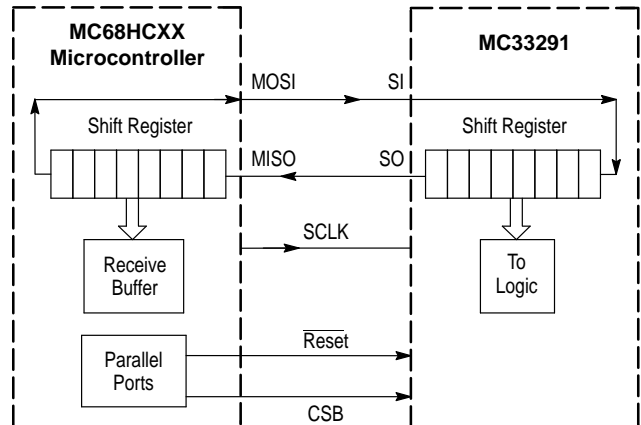 MC68HCXX
Microcontroller
MC33291
MOSI
SI
Shift Register
Shift Register
MISO
SO
SCLK
Receive
Buffer
To
Logic
Reset
Parallel
Ports
CSB